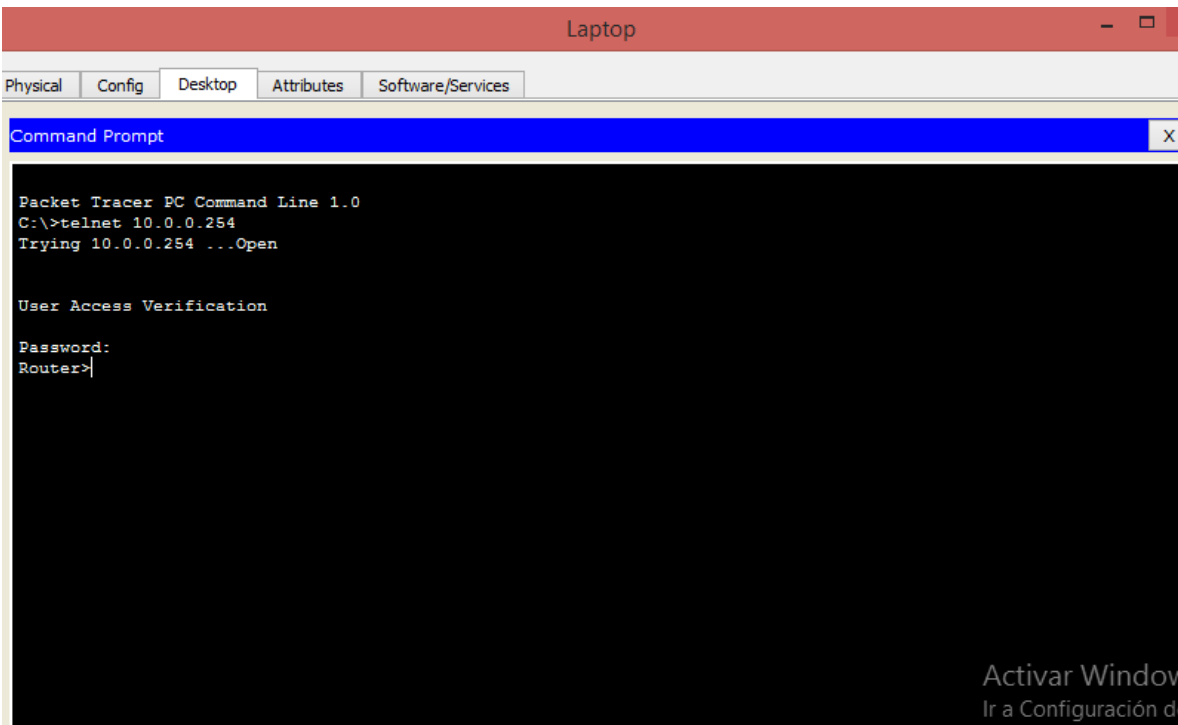 Laptop
Physical Config Desktop Attributes Software/Services
Command Prompt X
Packet Tracer PC Command Line 1.0
C:\>telnet 10.0.0.254
Trying 10.0.0.254 ...Open
User Access Verification
Password:
Router>
Activar Window
Ir a Configuración d